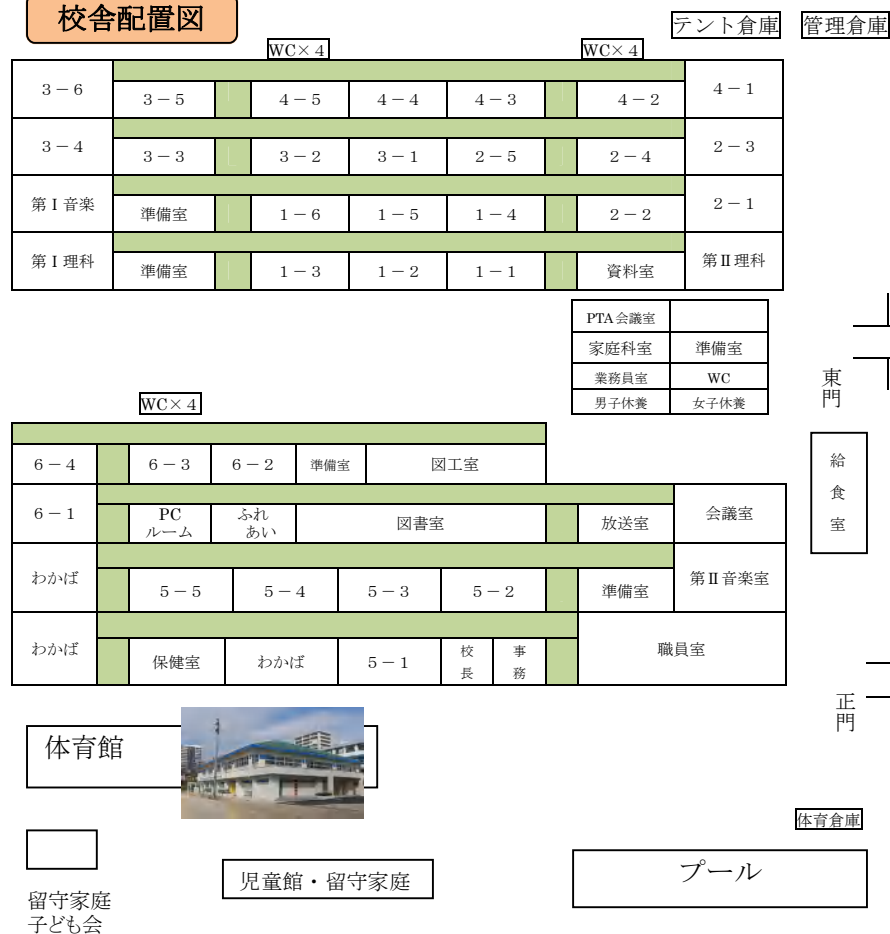 校舎配置図
テント倉庫 管理倉庫
WC×4 WC×4
3－6 3－5 4－5 4－4 4－3 4－2 4－1
3－4 3－3 3－2 3－1 2－5 2－4 2－3
第Ⅰ音楽 準備室 1－6 1－5 1－4 2－2 2－1
第Ⅰ理科 準備室 1－3 1－2 1－1 資料室 第Ⅱ理科
PTA会議室
家庭科室 準備室
業務員室 WC
男子休養 女子休養
東門
WC×4
6－4 6－3 6－2 準備室 図工室
6－1 PCルーム ふれあい 図書室 放送室 会議室
わかば 5－5 5－4 5－3 5－2 準備室 第Ⅱ音楽室
わかば 保健室 わかば 5－1 校長 事務 職員室
給食室
正門
体育館
体育倉庫
プール
児童館・留守家庭
留守家庭
子ども会